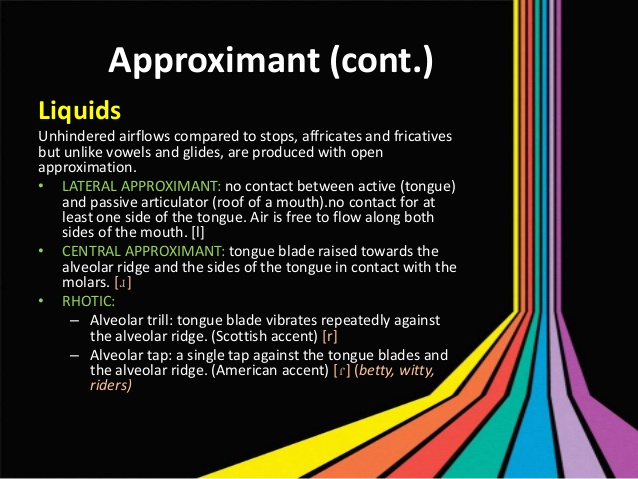 Approximant (cont.)
Liquids
Unhindered airflows compared to stops, affricates and fricatives
but unlike vowels and glides, are produced with open
approximation.
• LATERAL APPROXIMANT: no contact between active (tongue)
and passive articulator (roof of a mouth).no contact for at
least one side of the tongue. Air is free to flow along both
sides of the mouth. [l]
• CENTRAL APPROXIMANT: tongue blade raised towards the
alveolar ridge and the sides of the tongue in contact with the
molars. [ɹ]
• RHOTIC:
– Alveolar trill: tongue blade vibrates repeatedly against
the alveolar ridge. (Scottish accent) [r]
– Alveolar tap: a single tap against the tongue blades and
the alveolar ridge. (American accent) [ɾ] (betty, witty,
riders)